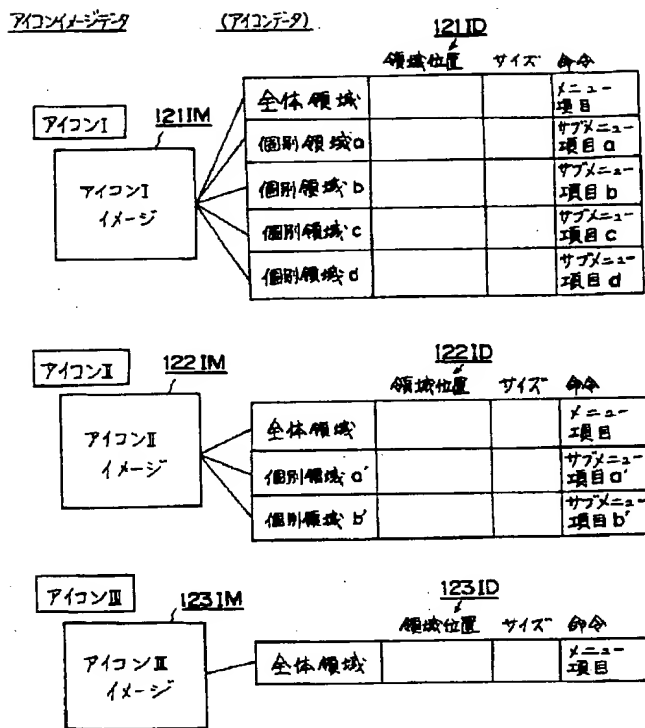 アイコンイメージデータ (アイコンデータ)
121ID
領域位置 サイズ 命令
アイコンI
121IM
アイコンI
イメージ
全体領域 メニュー
項目
個別領域a サブメニュー
項目a
個別領域b サブメニュー
項目b
個別領域c サブメニュー
項目c
個別領域d サブメニュー
項目d
アイコンII
122IM
122ID
領域位置 サイズ 命令
アイコンII
イメージ
全体領域 メニュー
項目
個別領域a' サブメニュー
項目a'
個別領域b' サブメニュー
項目b'
アイコンIII
123IM
123ID
領域位置 サイズ 命令
アイコンIII
イメージ
全体領域 メニュー
項目